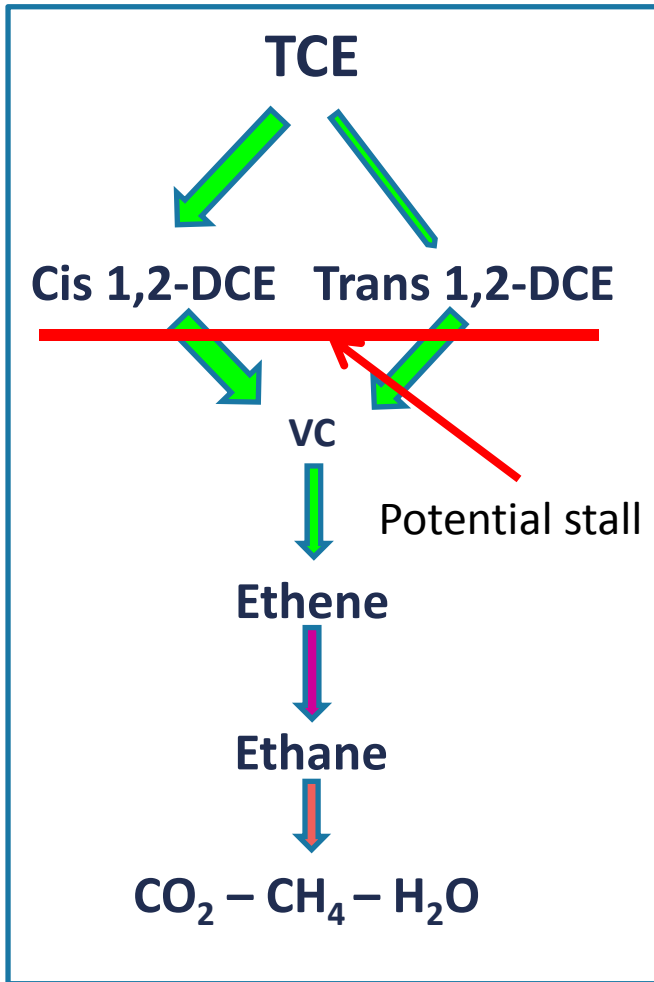 TCE
Cis 1,2-DCE Trans 1,2-DCE
VC
Potential stall
Ethene
Ethane
CO₂ – CH₄ – H₂O